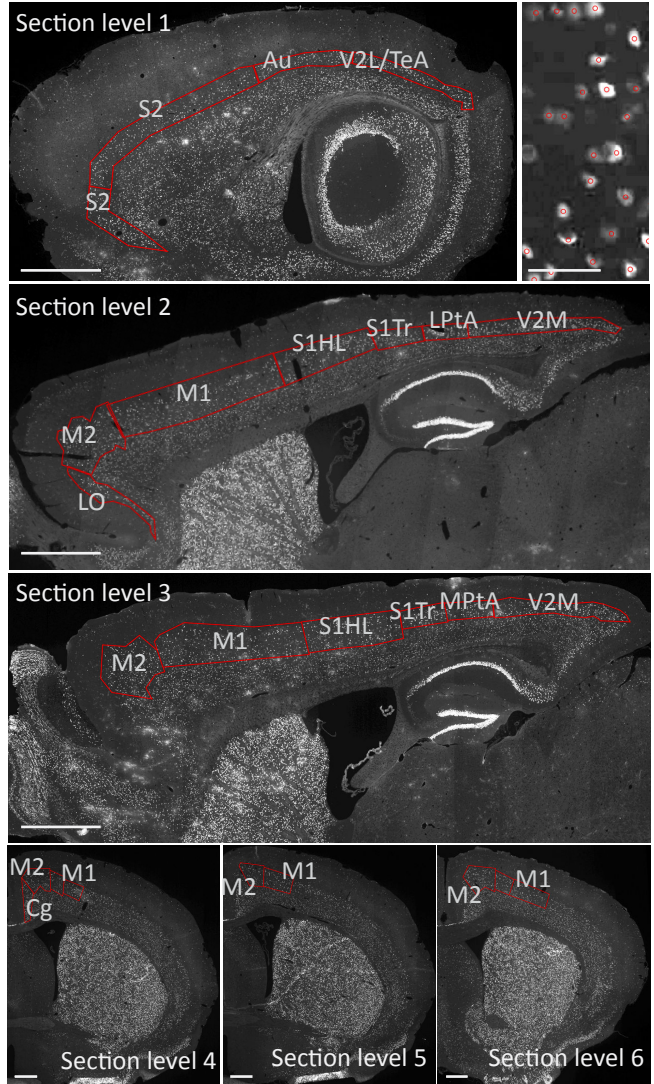 Section level 1
Au
V2L/TeA
S2
S2
Section level 2
LPtA
S1Tr
V2M
S1HL
M1
M2
LO
Section level 3
MPtA
S1Tr
V2M
S1HL
M1
M2
M2
M1
Cg
Section level 4
M1
M2
Section level 5
M1
M2
Section level 6